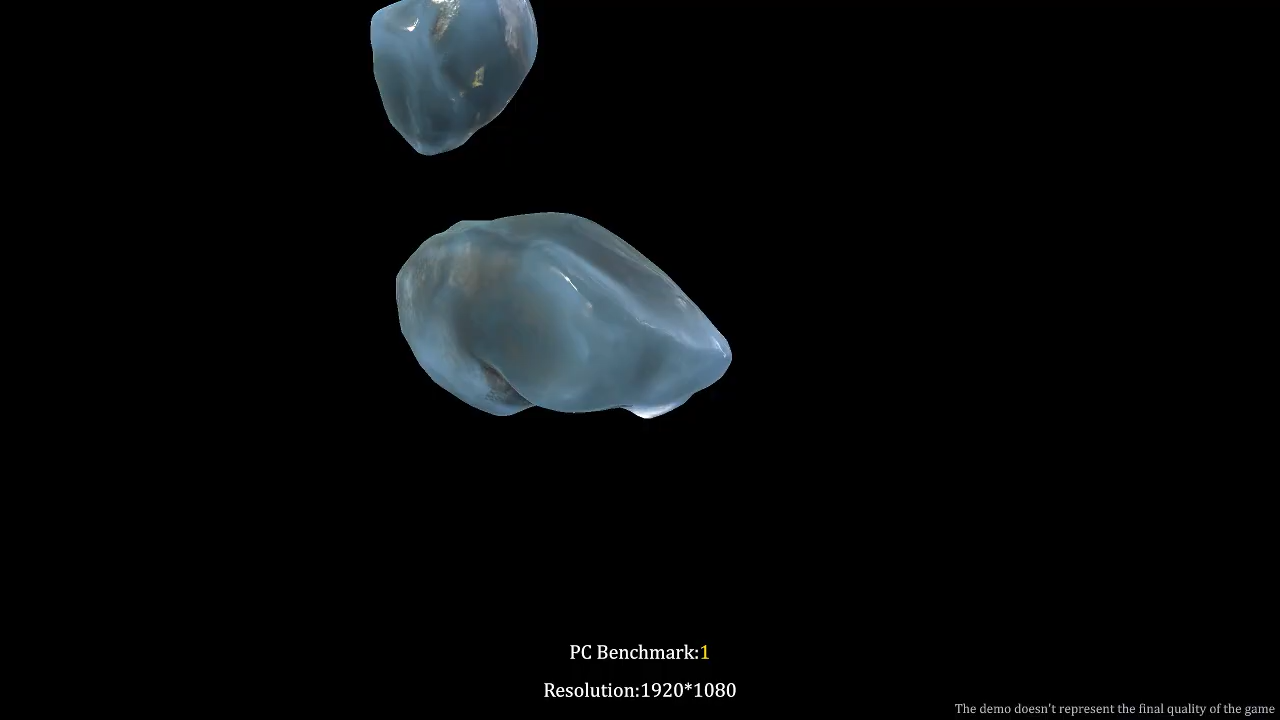 PC Benchmark:1
Resolution:1920*1080
The demo doesn't represent the final quality of the game